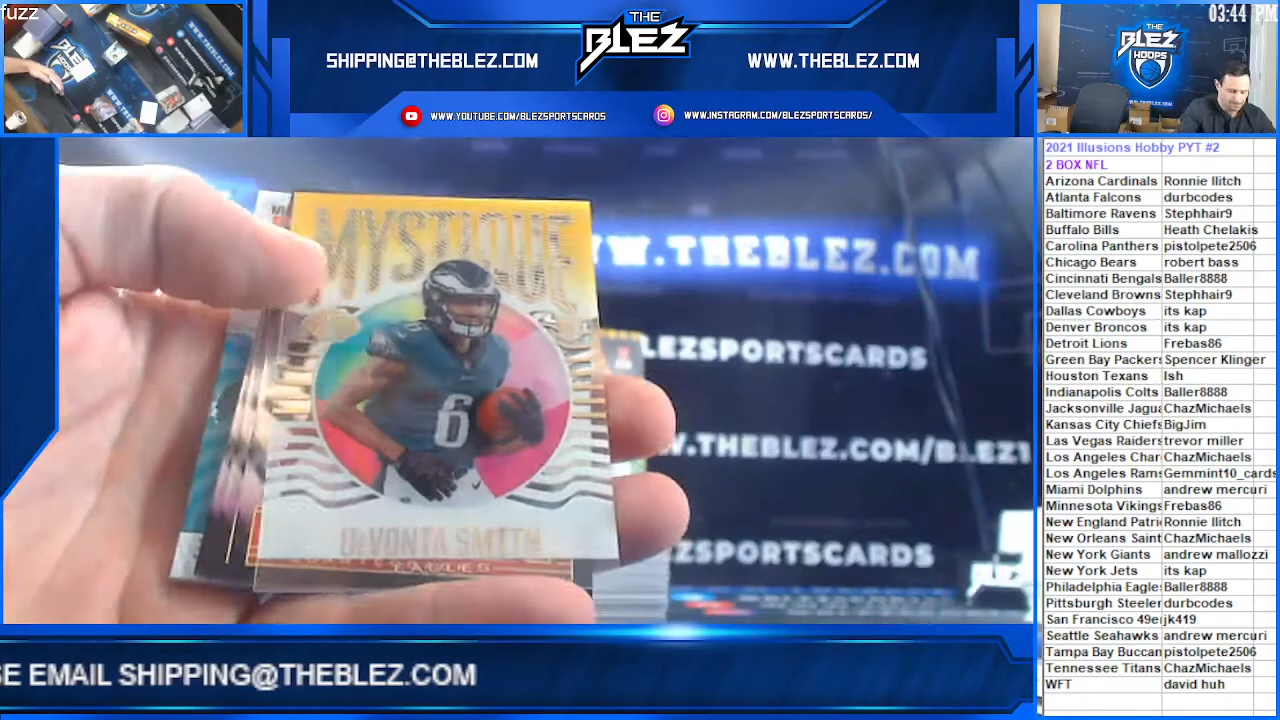 fuzz
SHIPPING@THEBLEZ.COM
THE
BLEZ
WWW.THEBLEZ.COM
WWW.YOUTUBE.COM/BLEZSPORTSCARDS
WWW.INSTAGRAM.COM/BLEZSPORTSCARDS/
03:44 PM
THE
BLEZ
HOOPS
MYSTIQUE
6
6
DeVONTA SMITH
EAGLES
WW.THEBLEZ.COM
LEZSPORTSCARDS
W.THEBLEZ.COM/BLEZ1
ZSPORTSCARDS
SE EMAIL SHIPPING@THEBLEZ.COM
2021 Illusions Hobby PYT #2
2 BOX NFL
Arizona Cardinals Ronnie Ilitch
Atlanta Falcons durbcodes
Baltimore Ravens Stephhair9
Buffalo Bills Heath Chelakis
Carolina Panthers pistolpete2506
Chicago Bears robert bass
Cincinnati Bengals Baller8888
Cleveland Browns Stephhair9
Dallas Cowboys its kap
Denver Broncos its kap
Detroit Lions Frebas86
Green Bay Packers Spencer Klinger
Houston Texans Ish
Indianapolis Colts Baller8888
Jacksonville Jagua ChazMichaels
Kansas City Chiefs BigJim
Las Vegas Raiders trevor miller
Los Angeles Char ChazMichaels
Los Angeles Rams Gemmint10_cards
Miami Dolphins andrew mercuri
Minnesota Vikings Frebas86
New England Patri Ronnie Ilitch
New Orleans Saint ChazMichaels
New York Giants andrew mallozzi
New York Jets its kap
Philadelphia Eagle Baller8888
Pittsburgh Steeler durbcodes
San Francisco 49e jk419
Seattle Seahawks andrew mercuri
Tampa Bay Buccan pistolpete2506
Tennessee Titans ChazMichaels
WFT david huh